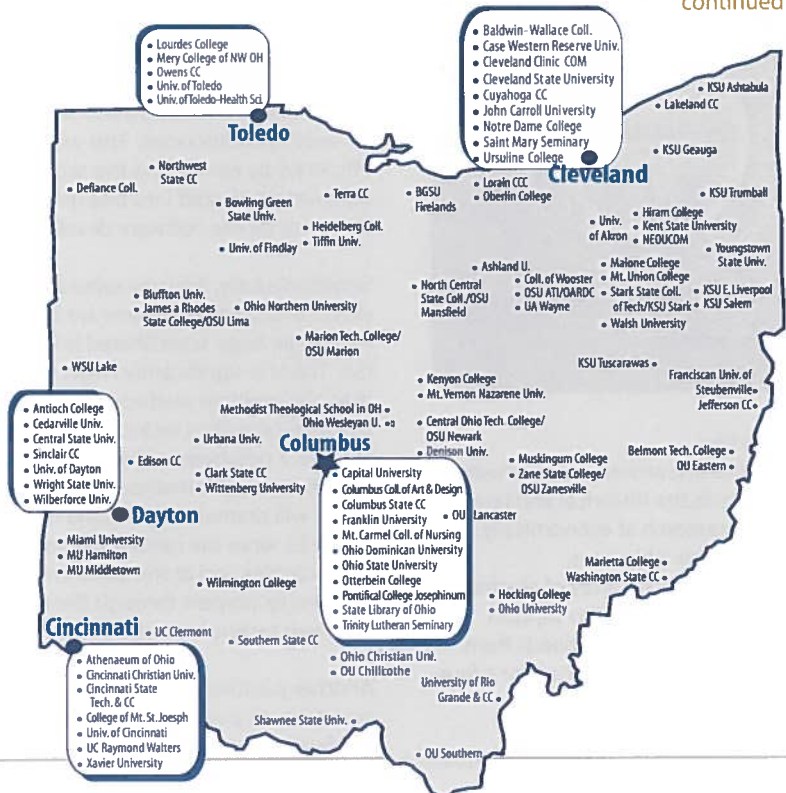 continued
• Lourdes College
• Mery College of NW OH
• Owens CC
• Univ. of Toledo
• Univ. of Toledo-Health Sci.
Toledo
• Baldwin-Wallace Coll.
• Case Western Reserve Univ.
• Cleveland Clinic COM
• Cleveland State University
• Cuyahoga CC
• John Carroll University
• Notre Dame College
• Saint Mary Seminary
• Ursuline College
Cleveland
• KSU Ashtabula
• Lakeland CC
• KSU Geauga
• KSU Trumball
• Defiance Coll.
• Northwest
State CC
• Bowling Green
State Univ.
• Terra CC
• Heidelberg Coll.
• Tiffin Univ.
• Univ. of Findlay
• BGSU
Firelands
• Lorain CCC
• Oberlin College
• Univ.
of Akron
• Hiram College
• Kent State University
• NEOUCOM
• Youngstown
State Univ.
• Ashland U.
• North Central
State Coll./OSU
Mansfield
• Coll. of Wooster
• OSU ATI/OARDC
• UA Wayne
• Malone College
• Mt. Union College
• Stark State Coll.
of Tech/KSU Stark
• Walsh University
• KSU E. Liverpool
• KSU Salem
• Bluffton Univ.
• James a Rhodes
State College/OSU Lima
• Ohio Northern University
• Marion Tech. College/
OSU Marion
• WSU Lake
KSU Tuscarawas •
Franciscan Univ. of
Steubenville •
Jefferson CC •
• Kenyon College
• Mt. Vernon Nazarene Univ.
Methodist Theological School in OH •
Ohio Wesleyan U. •
• Central Ohio Tech. College/
OSU Newark
• Denison Univ.
• Muskingum College
• Zane State College/
OSU Zanesville
Belmont Tech. College •
OU Eastern •
• Antioch College
• Cedarville Univ.
• Central State Univ.
• Sinclair CC
• Univ. of Dayton
• Wright State Univ.
• Wilberforce Univ.
Dayton
• Urbana Univ.
• Edison CC
• Clark State CC
• Wittenberg University
Columbus
• Capital University
• Columbus Coll. of Art & Design
• Columbus State CC
• Franklin University
• Mt. Carmel Coll. of Nursing
• Ohio Dominican University
• Ohio State University
• Otterbein College
• Pontifical College Josephinum
• State Library of Ohio
• Trinity Lutheran Seminary
• OU Lancaster
• Miami University
• MU Hamilton
• MU Middletown
• Wilmington College
Marietta College •
Washington State CC •
• Hocking College
• Ohio University
Cincinnati
• UC Clermont
• Southern State CC
• Athenaeum of Ohio
• Cincinnati Christian Univ.
• Cincinnati State
Tech. & CC
• College of Mt. St. Joesph
• Univ. of Cincinnati
• UC Raymond Walters
• Xavier University
• Ohio Christian Uni.
• OU Chillicothe
University of Rio
Grande & CC •
Shawnee State Univ. •
• OU Southern